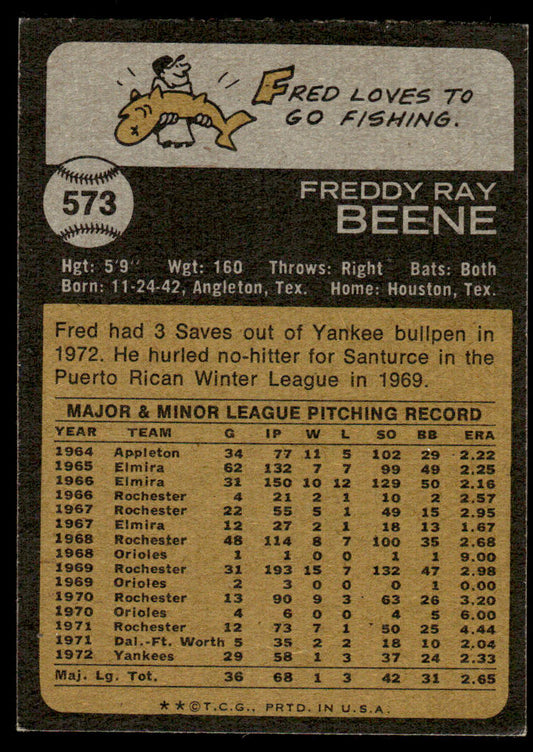 FRED LOVES TO
GO FISHING.
573
FREDDY RAY
BEENE
Hgt: 5'9" Wgt: 160 Throws: Right Bats: Both
Born: 11-24-42, Angleton, Tex. Home: Houston, Tex.
Fred had 3 Saves out of Yankee bullpen in
1972. He hurled no-hitter for Santurce in the
Puerto Rican Winter League in 1969.
MAJOR & MINOR LEAGUE PITCHING RECORD
YEAR TEAM G IP W L SO BB ERA
1964 Appleton 34 77 11 5 102 29 2.22
1965 Elmira 62 132 7 7 99 49 2.25
1966 Elmira 31 150 10 12 129 50 2.16
1966 Rochester 4 21 2 1 10 2 2.57
1967 Rochester 22 55 5 1 49 15 2.95
1967 Elmira 12 27 2 1 18 13 1.67
1968 Rochester 48 114 8 7 100 35 2.68
1968 Orioles 1 1 0 0 1 1 9.00
1969 Rochester 31 193 15 7 132 47 2.98
1969 Orioles 2 3 0 0 0 1 0.00
1970 Rochester 13 90 9 3 63 26 3.20
1970 Orioles 4 6 0 0 4 5 6.00
1971 Rochester 12 73 7 1 50 25 4.44
1971 Dal.-Ft. Worth 5 35 2 2 18 10 2.04
1972 Yankees 29 58 1 3 37 24 2.33
Maj. Lg. Tot. 36 68 1 3 42 31 2.65
**©T.C.G., PRTD. IN U.S.A.